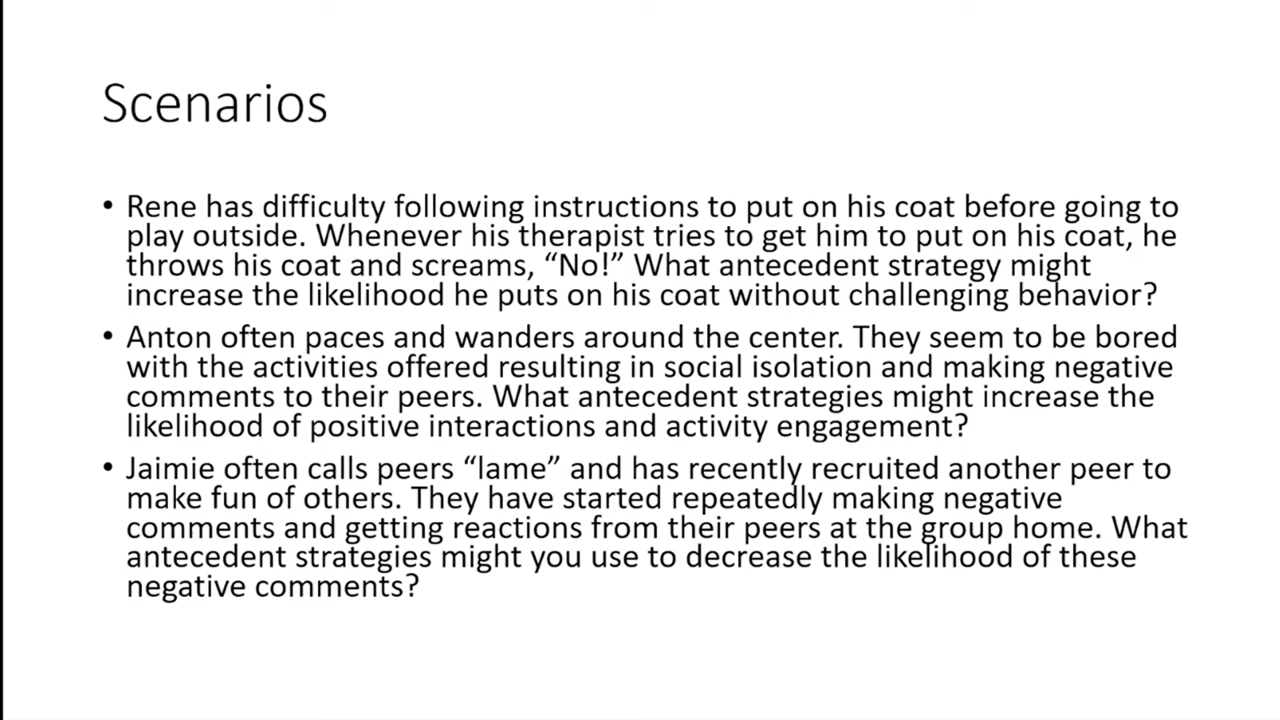 Scenarios
• Rene has difficulty following instructions to put on his coat before going to
play outside. Whenever his therapist tries to get him to put on his coat, he
throws his coat and screams, “No!” What antecedent strategy might
increase the likelihood he puts on his coat without challenging behavior?
• Anton often paces and wanders around the center. They seem to be bored
with the activities offered resulting in social isolation and making negative
comments to their peers. What antecedent strategies might increase the
likelihood of positive interactions and activity engagement?
• Jaimie often calls peers “lame” and has recently recruited another peer to
make fun of others. They have started repeatedly making negative
comments and getting reactions from their peers at the group home. What
antecedent strategies might you use to decrease the likelihood of these
negative comments?